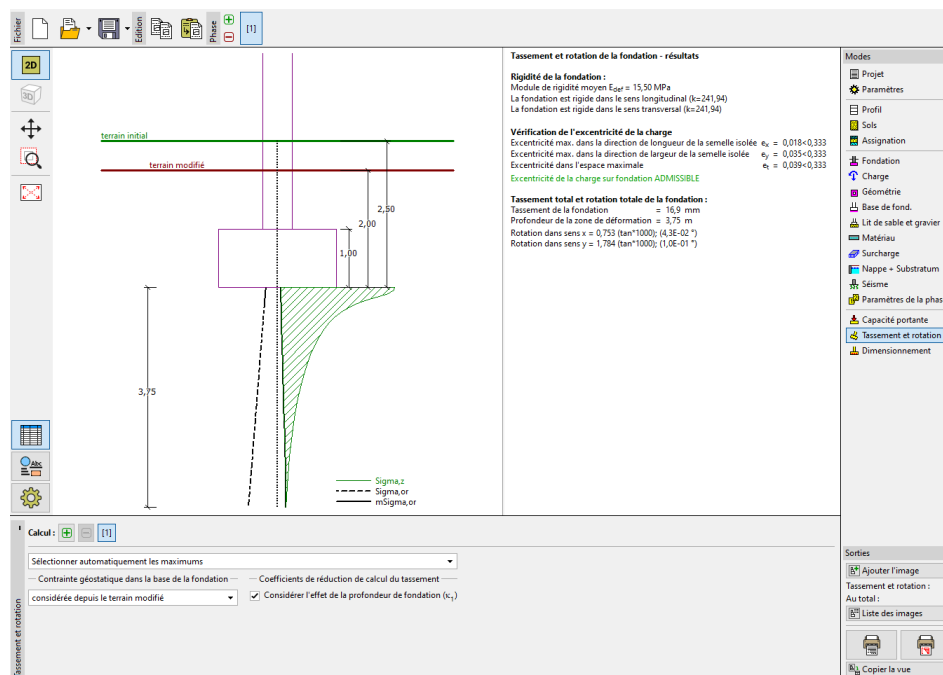 Fichier
Edition
Phase
[1]
2D
3D
Abc
terrain initial
terrain modifié
2,50
2,00
1,00
3,75
Sigma,z
Sigma,or
mSigma,or
Tassement et rotation de la fondation - résultats
Rigidité de la fondation :
Module de rigidité moyen Edef = 15,50 MPa
La fondation est rigide dans le sens longitudinal (k=241,94)
La fondation est rigide dans le sens transversal (k=241,94)
Vérification de l'excentricité de la charge
Excentricité max. dans la direction de longueur de la semelle isolée ex = 0,018<0,333
Excentricité max. dans la direction de largeur de la semelle isolée ey = 0,035<0,333
Excentricité dans l'espace maximale et = 0,039<0,333
Excentricité de la charge sur fondation ADMISSIBLE
Tassement total et rotation totale de la fondation :
Tassement de la fondation = 16,9 mm
Profondeur de la zone de déformation = 3,75 m
Rotation dans sens x = 0,753 (tan*1000); (4,3E-02 °)
Rotation dans sens y = 1,784 (tan*1000); (1,0E-01 °)
Modes
Projet
Paramètres
Profil
Sols
Assignation
Fondation
Charge
Géométrie
Base de fond.
Lit de sable et gravier
Matériau
Surcharge
Nappe + Substratum
Séisme
Paramètres de la phas
Capacité portante
Tassement et rotation
Dimensionnement
Tassement et rotation
Calcul :
[1]
Sélectionner automatiquement les maximums
Contrainte géostatique dans la base de la fondation
Coefficients de réduction de calcul du tassement
considérée depuis le terrain modifié
Considérer l'effet de la profondeur de fondation (κ1)
Sorties
Ajouter l'image
Tassement et rotation :
Au total :
Liste des images
Copier la vue